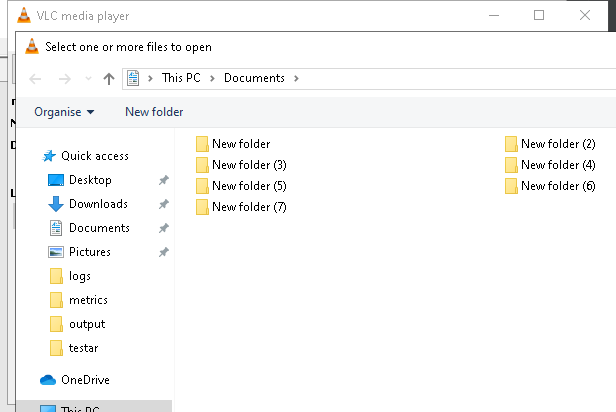 VLC media player
Select one or more files to open
This PC > Documents >
Organise New folder
New folder New folder (2)
New folder (3) New folder (4)
New folder (5) New folder (6)
New folder (7)
Quick access
Desktop
Downloads
Documents
Pictures
logs
metrics
output
testar
OneDrive
This PC